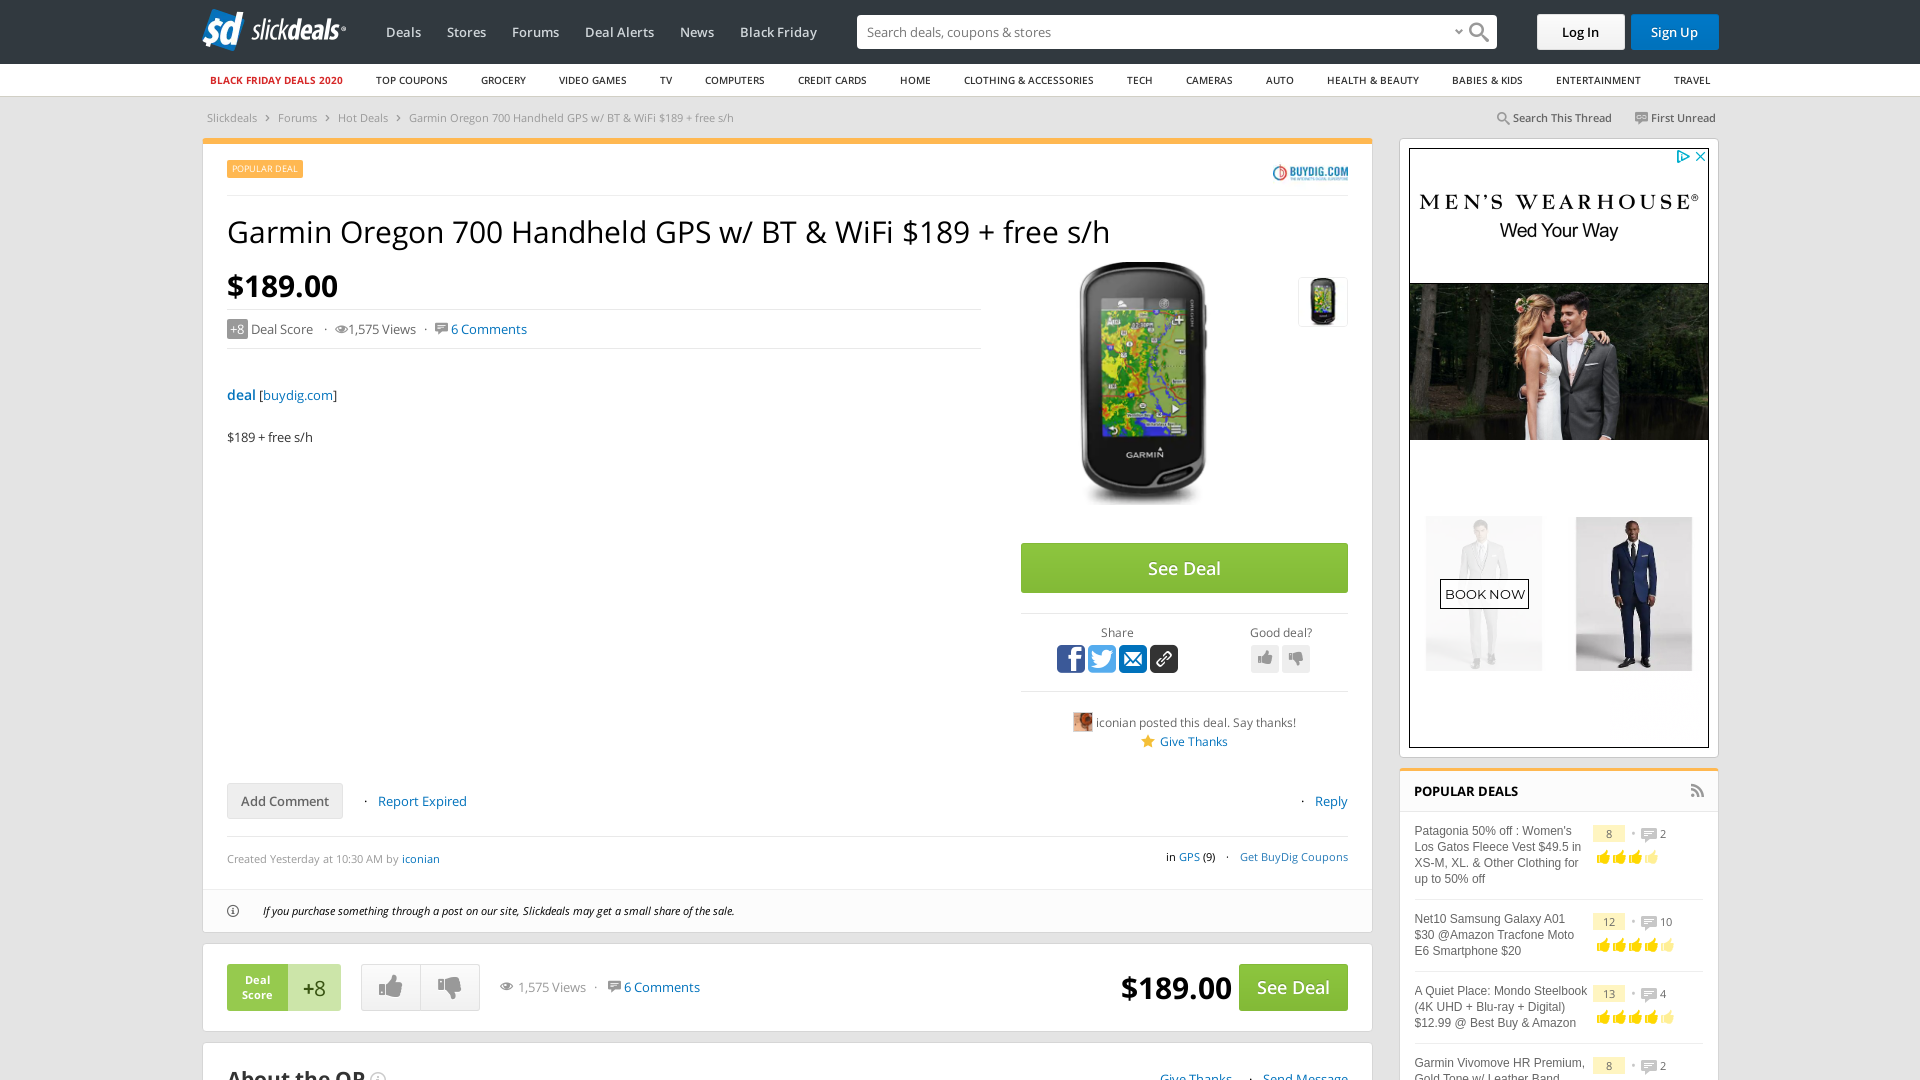 slickdeals
Deals
Stores
Forums
Deal Alerts
News
Black Friday
Search deals, coupons & stores
Log In
Sign Up
BLACK FRIDAY DEALS 2020
TOP COUPONS
GROCERY
VIDEO GAMES
TV
COMPUTERS
CREDIT CARDS
HOME
CLOTHING & ACCESSORIES
TECH
CAMERAS
AUTO
HEALTH & BEAUTY
BABIES & KIDS
ENTERTAINMENT
TRAVEL
Slickdeals > Forums > Hot Deals > Garmin Oregon 700 Handheld GPS w/ BT & WiFi $189 + free s/h
Search This Thread
First Unread
POPULAR DEAL
BUYDIG.COM
Garmin Oregon 700 Handheld GPS w/ BT & WiFi $189 + free s/h
$189.00
+8 Deal Score · 1,575 Views · 6 Comments
deal [buydig.com]
$189 + free s/h
GARMIN
See Deal
Share
Good deal?
iconian posted this deal. Say thanks!
Give Thanks
Add Comment
· Report Expired
· Reply
Created Yesterday at 10:30 AM by iconian
in GPS (9) · Get BuyDig Coupons
If you purchase something through a post on our site, Slickdeals may get a small share of the sale.
Deal
Score
+8
1,575 Views · 6 Comments
$189.00
See Deal
About the OP
Give Thanks · Send Message
MEN'S WEARHOUSE®
Wed Your Way
BOOK NOW
POPULAR DEALS
Patagonia 50% off : Women's
Los Gatos Fleece Vest $49.5 in
XS-M, XL. & Other Clothing for
up to 50% off
8 • 2
Net10 Samsung Galaxy A01
$30 @Amazon Tracfone Moto
E6 Smartphone $20
12 • 10
A Quiet Place: Mondo Steelbook
(4K UHD + Blu-ray + Digital)
$12.99 @ Best Buy & Amazon
13 • 4
Garmin Vivomove HR Premium,
Gold Tone w/ Leather Band
8 • 2